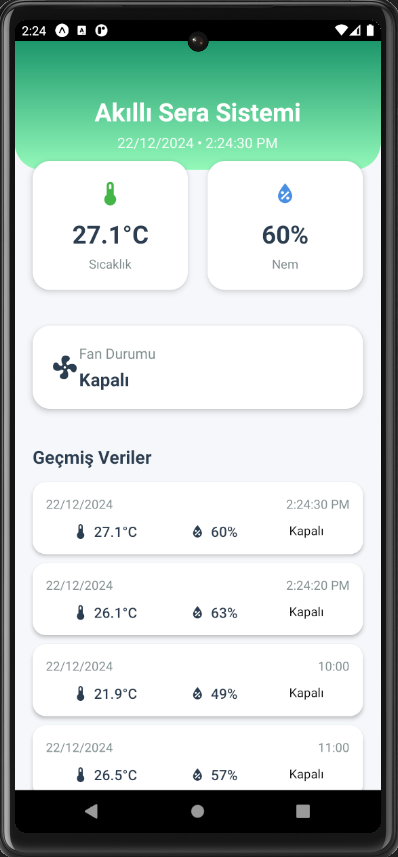 2:24
Akıllı Sera Sistemi
22/12/2024 • 2:24:30 PM
27.1°C
Sıcaklık
60%
Nem
Fan Durumu
Kapalı
Geçmiş Veriler
22/12/2024 2:24:30 PM
27.1°C 60% Kapalı
22/12/2024 2:24:20 PM
26.1°C 63% Kapalı
22/12/2024 10:00
21.9°C 49% Kapalı
22/12/2024 11:00
26.5°C 57% Kapalı